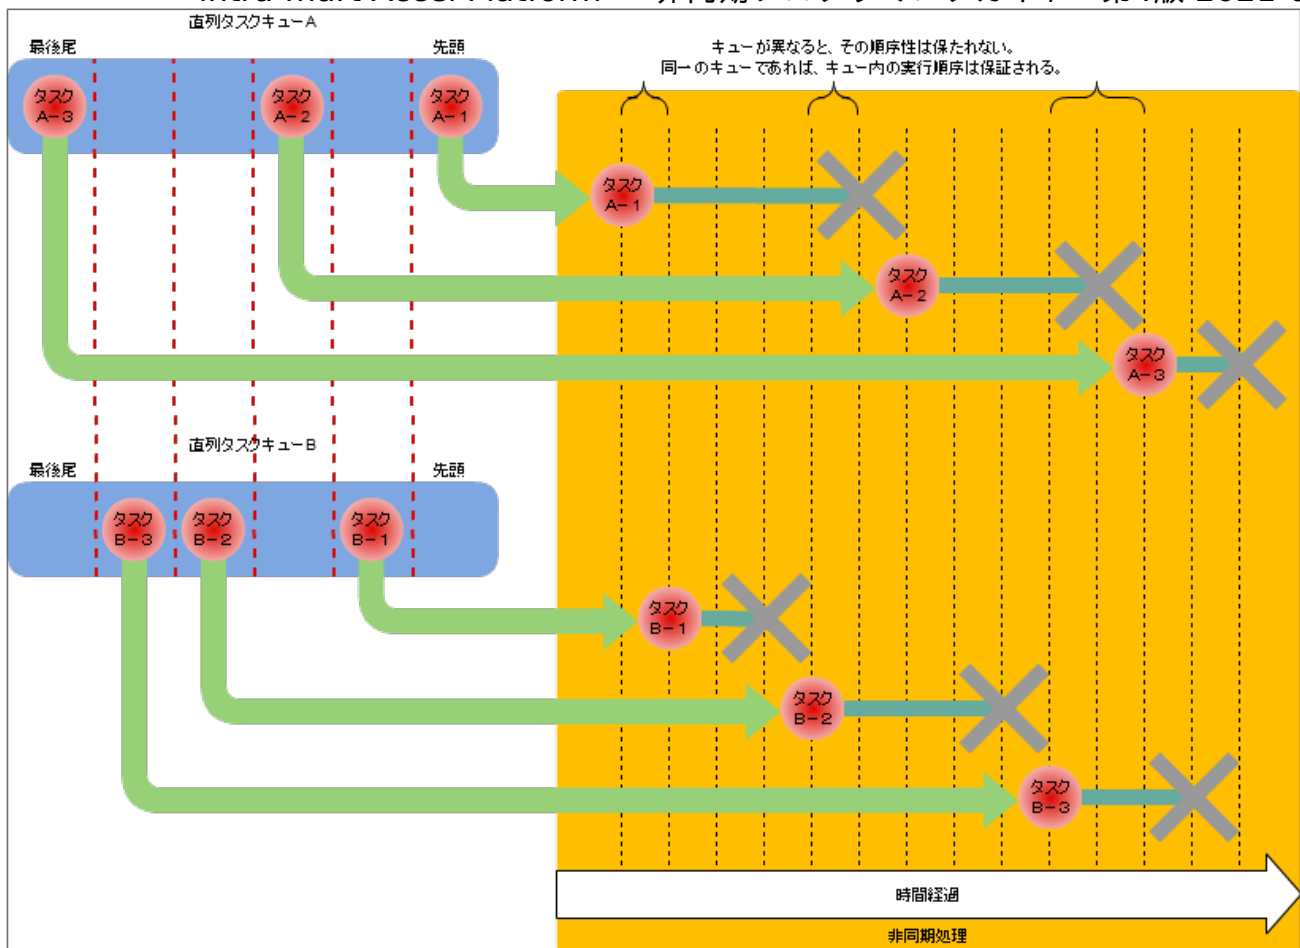 直列タスクキューA
最後尾
先頭
キューが異なると、その順序性は保たれない。
同一のキューであれば、キュー内の実行順序は保証される。
タスク
A-3
タスク
A-2
タスク
A-1
タスク
A-1
タスク
A-2
タスク
A-3
直列タスクキューB
最後尾
先頭
タスク
B-3
タスク
B-2
タスク
B-1
タスク
B-1
タスク
B-2
タスク
B-3
時間経過
非同期処理